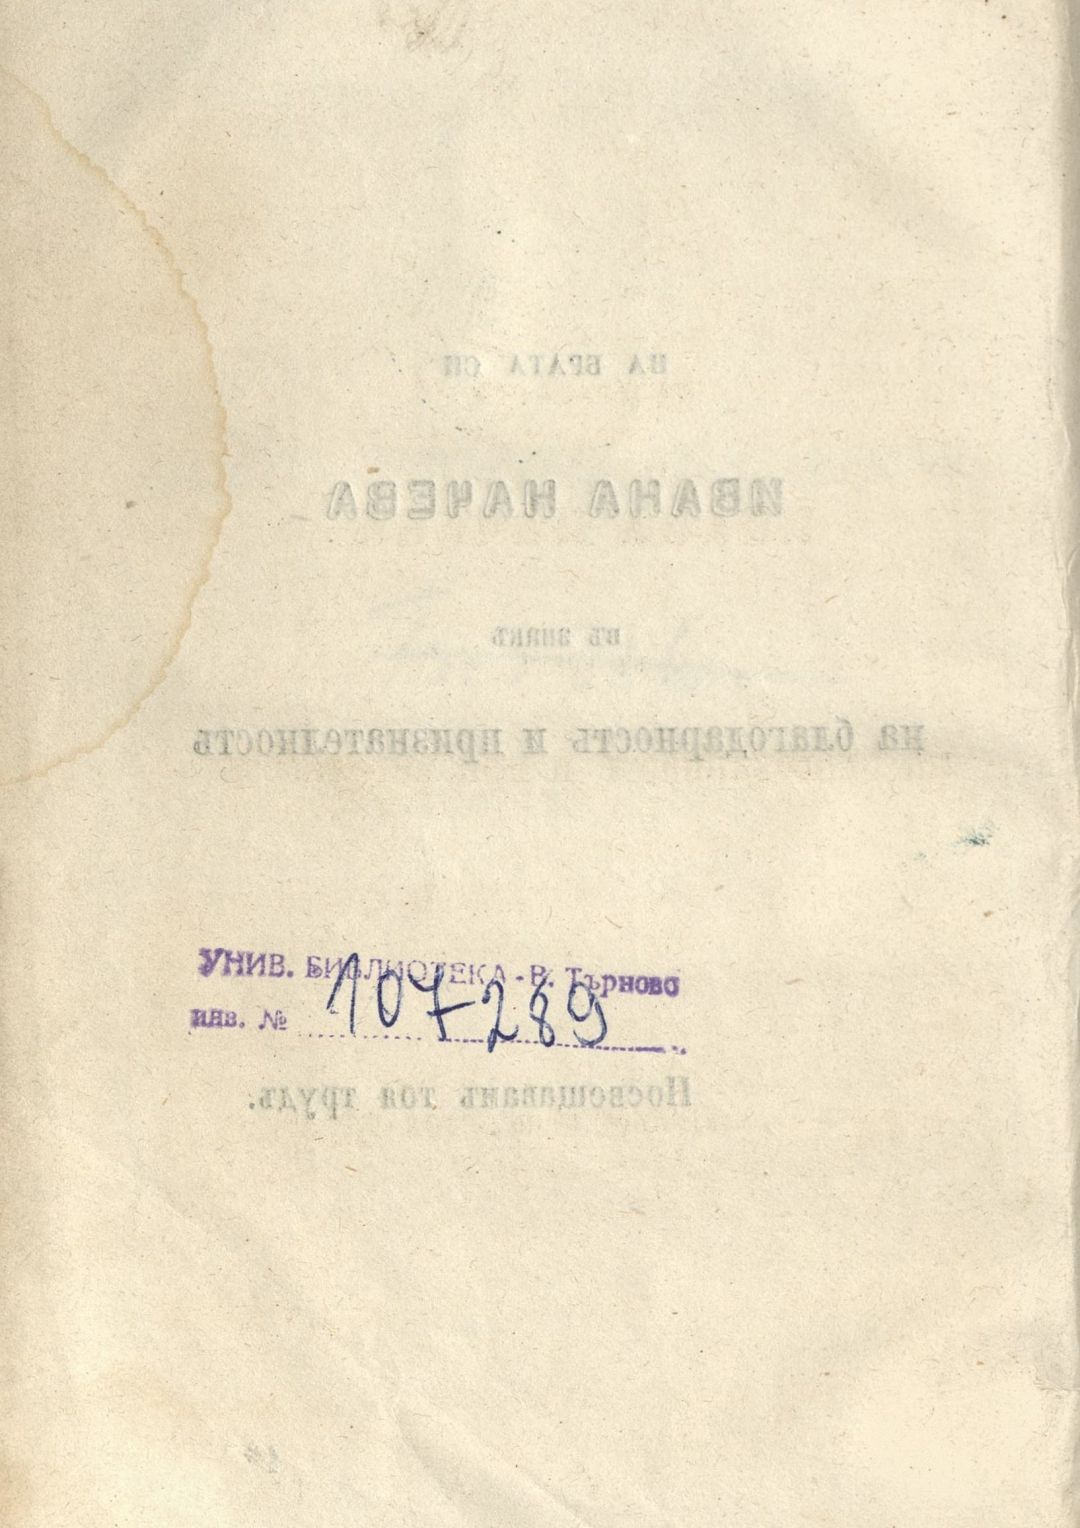 НА БРАТА СИ
ИВАНА НАЧЕВА
въ знакъ
на благодарность и признателность
УНИВ. БИБЛИОТЕКА - В. Търново
инв. № 107289
Посвещавамъ тоя трудъ.